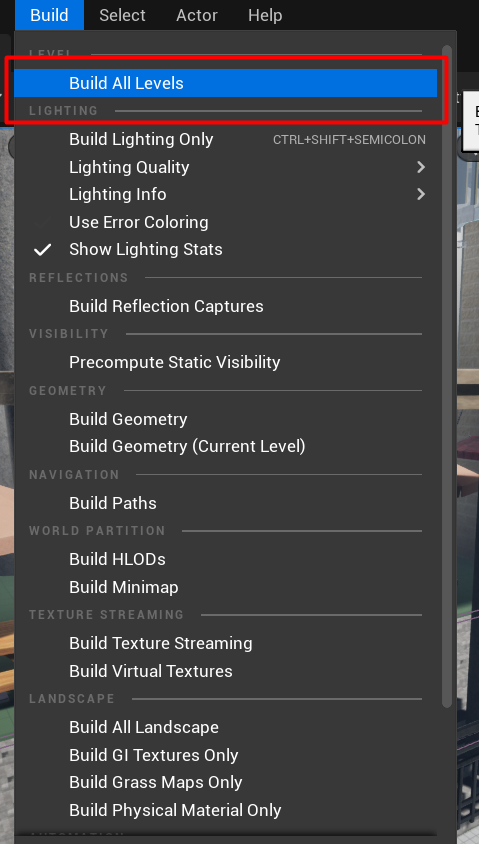 Build Select Actor Help
LEVEL
Build All Levels
LIGHTING
Build Lighting Only CTRL+SHIFT+SEMICOLON
Lighting Quality
Lighting Info
Use Error Coloring
Show Lighting Stats
REFLECTIONS
Build Reflection Captures
VISIBILITY
Precompute Static Visibility
GEOMETRY
Build Geometry
Build Geometry (Current Level)
NAVIGATION
Build Paths
WORLD PARTITION
Build HLODs
Build Minimap
TEXTURE STREAMING
Build Texture Streaming
Build Virtual Textures
LANDSCAPE
Build All Landscape
Build GI Textures Only
Build Grass Maps Only
Build Physical Material Only
AUTOMATION